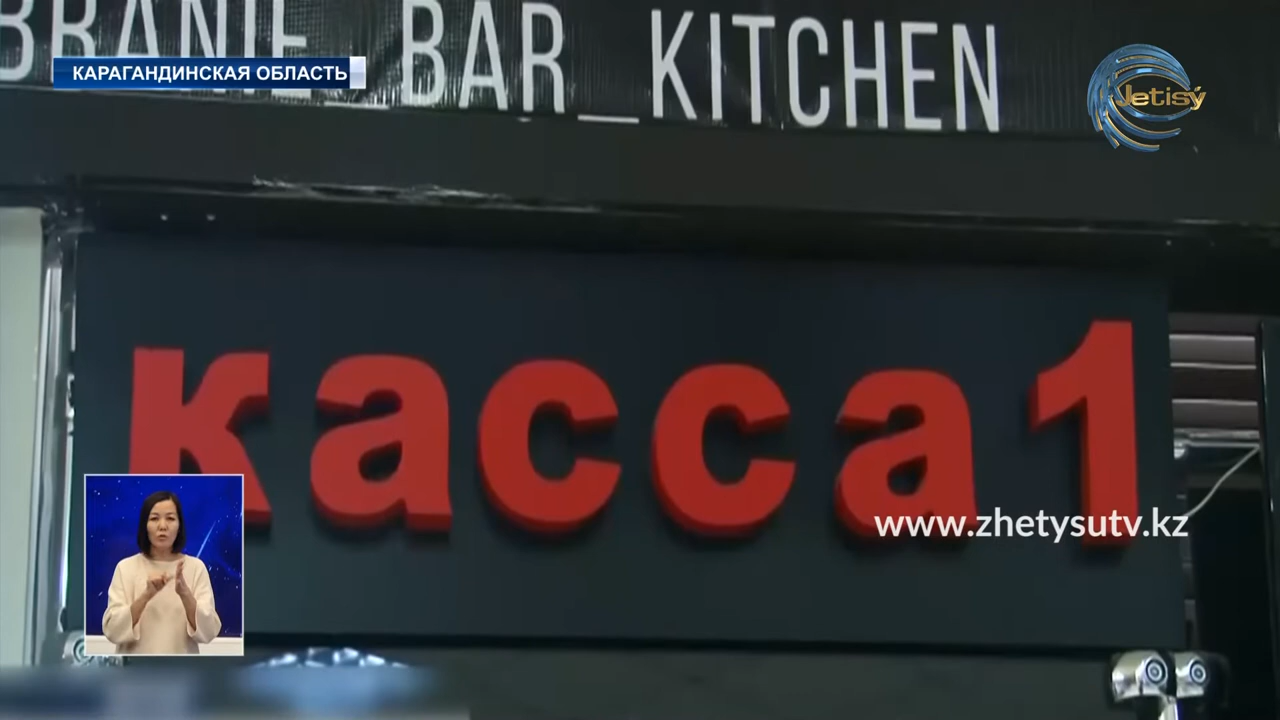 BAR_KITCHEN
КАРАГАНДИНСКАЯ ОБЛАСТЬ
Jetisý
касса1
www.zhetysutv.kz